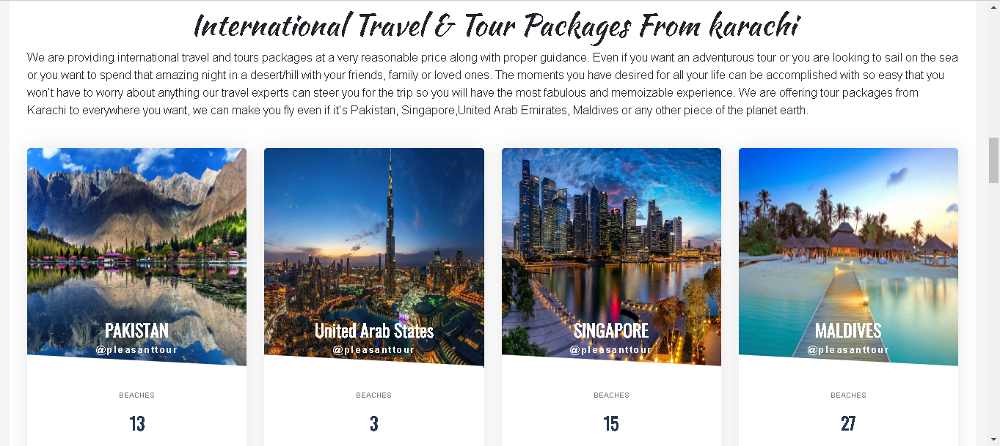 International Travel & Tour Packages From karachi
We are providing international travel and tours packages at a very reasonable price along with proper guidance. Even if you want an adventurous tour or you are looking to sail on the sea
or you want to spend that amazing night in a desert/hill with your friends, family or loved ones. The moments you have desired for all your life can be accomplished with so easy that you
won't have to worry about anything our travel experts can steer you for the trip so you will have the most fabulous and memoizable experience. We are offering tour packages from
Karachi to everywhere you want, we can make you fly even if it's Pakistan, Singapore,United Arab Emirates, Maldives or any other piece of the planet earth.
PAKISTAN
@pleasanttour
BEACHES
13
United Arab States
@pleasanttour
BEACHES
3
SINGAPORE
@pleasanttour
BEACHES
15
MALDIVES
@pleasanttour
BEACHES
27